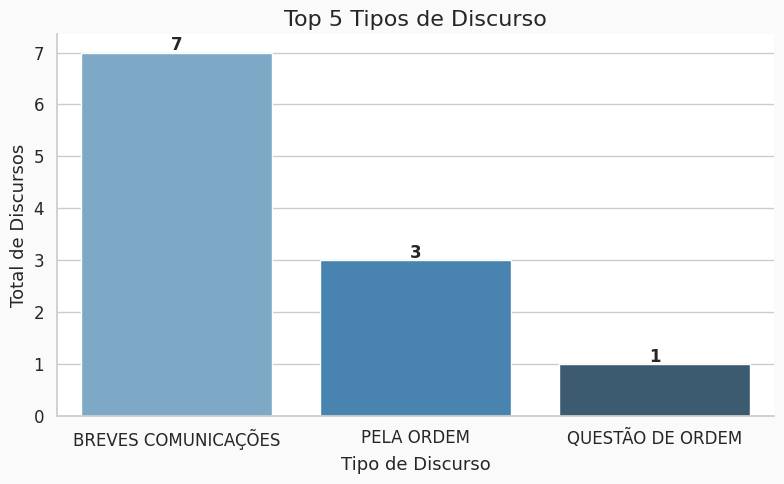 Top 5 Tipos de Discurso
Total de Discursos
7
6
5
4
3
2
1
0
7
3
1
BREVES COMUNICAÇÕES
PELA ORDEM
QUESTÃO DE ORDEM
Tipo de Discurso